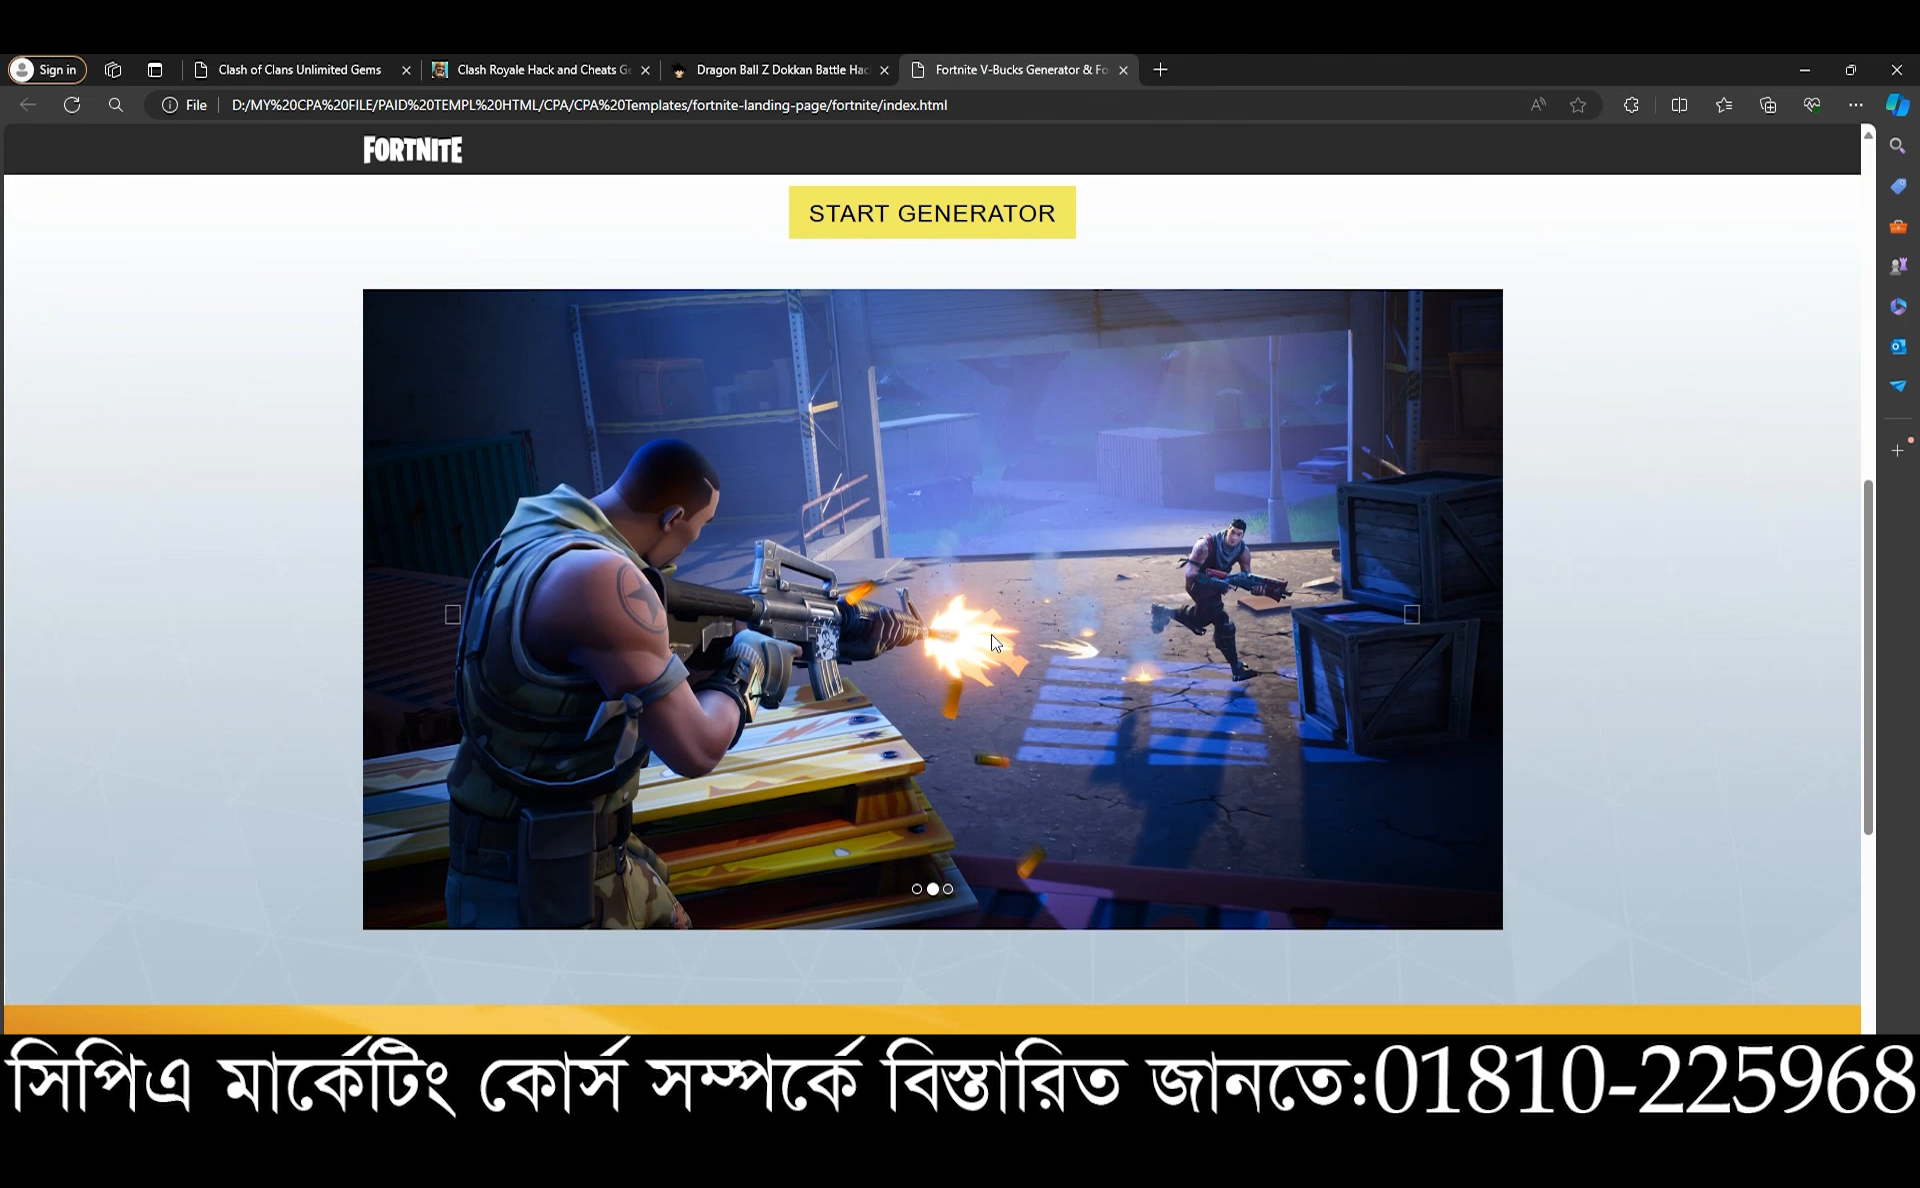 Sign in
Clash of Clans Unlimited Gems
Clash Royale Hack and Cheats Ge
Dragon Ball Z Dokkan Battle Hac
Fortnite V-Bucks Generator & Fo
File
D:/MY%20CPA%20FILE/PAID%20TEMPL%20HTML/CPA/CPA%20Templates/fortnite-landing-page/fortnite/index.html
FORTNITE
START GENERATOR
সিপিএ মার্কেটিং কোর্স সম্পর্কে বিস্তারিত জানতে:01810-225968